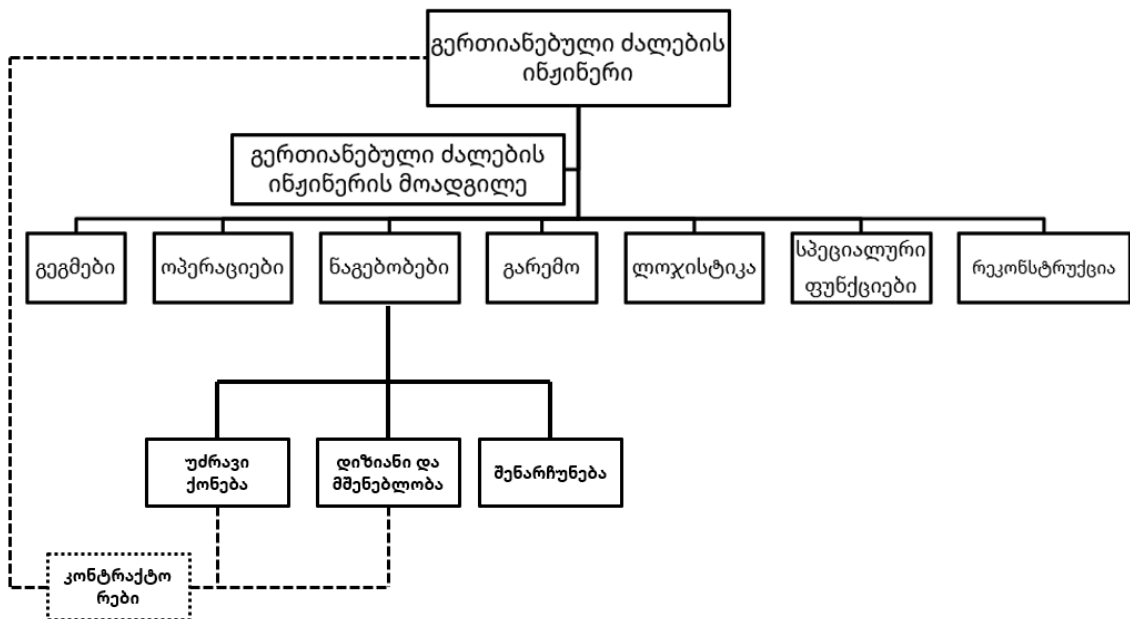 გერთიანებული ძალების
ინჟინერი
გერთიანებული ძალების
ინჟინერის მოადგილე
გეგმები
ოპერაციები
ნაგებობები
გარემო
ლოჯისტიკა
სპეციალური
ფუნქციები
რეკონსტრუქცია
უძრავი
ქონება
დიზიანი და
მშენებლობა
შენარჩუნება
კონტრაქტო
რები